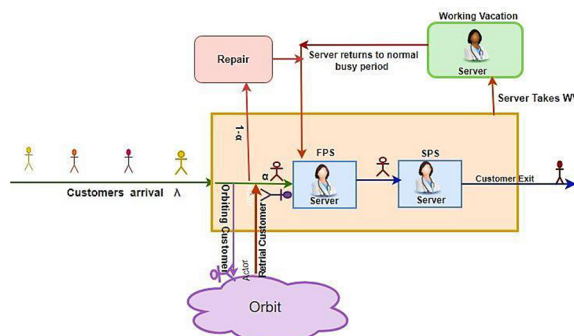 Working Vacation
Server
Repair
Server returns to normal
busy period
Server Takes W
1-α
FPS
SPS
α
Server
Server
Customer Exit
Customers arrival λ
Orbiting Customer
Retrial Customer
Actor
Orbit